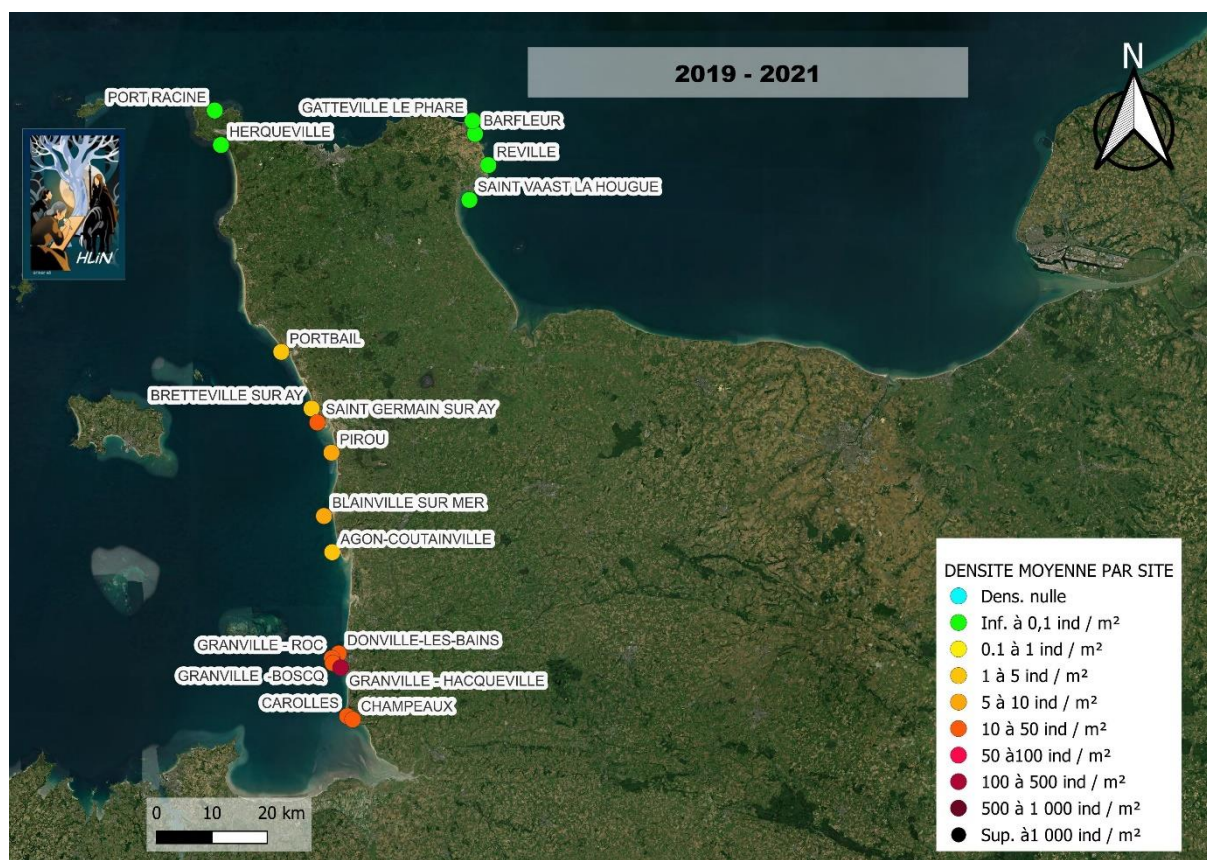 2019 - 2021
N
PORT RACINE
GATTEVILLE LE PHARE
BARFLEUR
HERQUEVILLE
REVILLE
SAINT VAAST LA HOUGUE
HLiN
PORTBAIL
BRETTEVILLE SUR AY
SAINT GERMAIN SUR AY
PIROU
BLAINVILLE SUR MER
AGON-COUTAINVILLE
GRANVILLE - ROC
DONVILLE-LES-BAINS
GRANVILLE -BOSCQ
GRANVILLE - HACQUEVILLE
CAROLLES
CHAMPEAUX
0 10 20 km
DENSITE MOYENNE PAR SITE
Dens. nulle
Inf. à 0,1 ind / m²
0.1 à 1 ind / m²
1 à 5 ind / m²
5 à 10 ind / m²
10 à 50 ind / m²
50 à100 ind / m²
100 à 500 ind / m²
500 à 1 000 ind / m²
Sup. à1 000 ind / m²